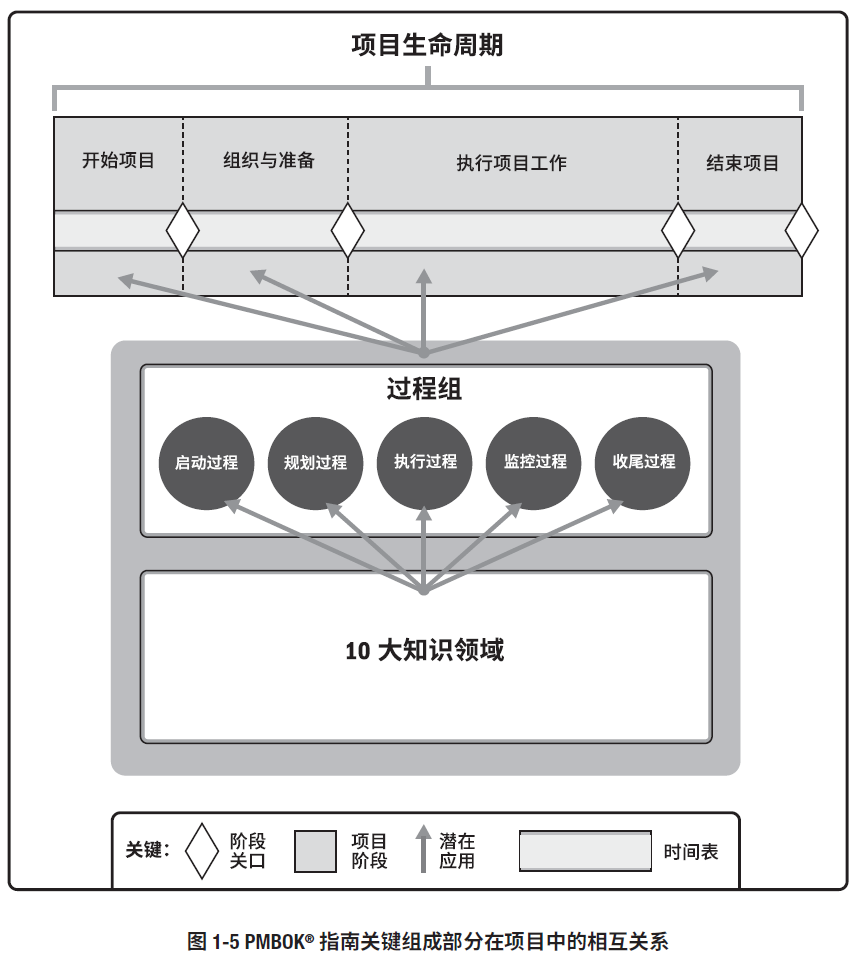 项目生命周期
开始项目
组织与准备
执行项目工作
结束项目
过程组
启动过程
规划过程
执行过程
监控过程
收尾过程
10 大知识领域
关键：
阶段
关口
项目
阶段
潜在
应用
时间表
图 1-5 PMBOK® 指南关键组成部分在项目中的相互关系